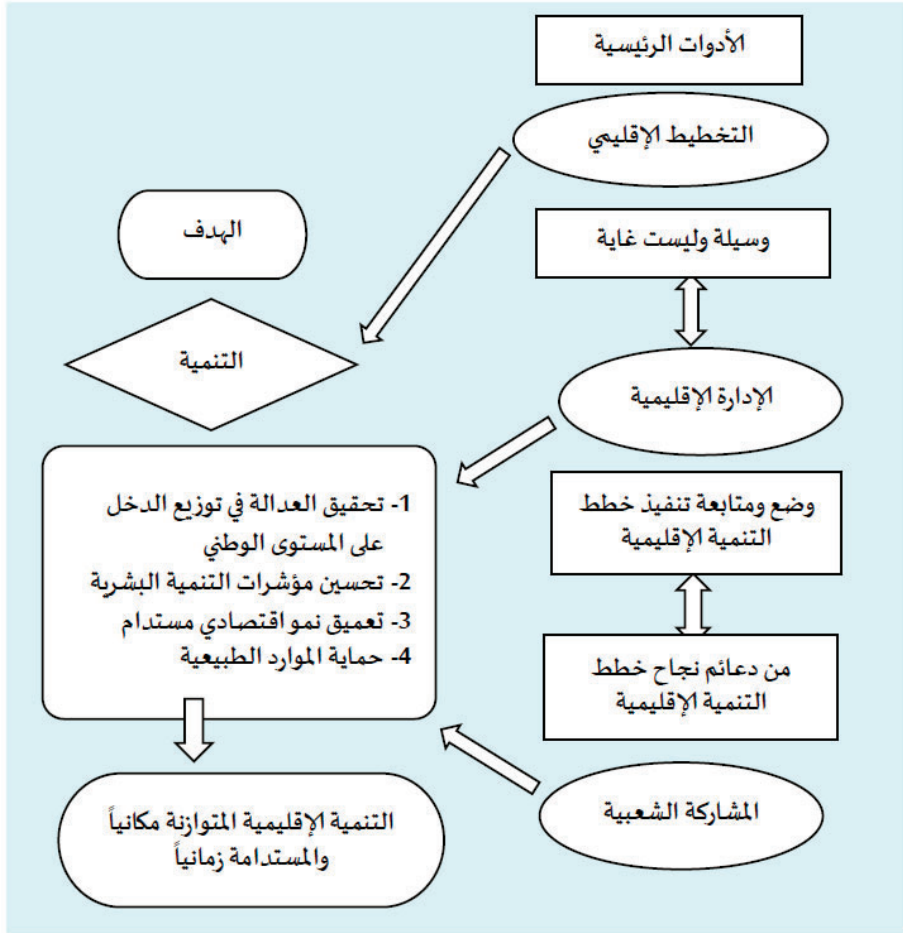 الأدوات الرئيسية
التخطيط الإقليمي
الهدف
وسيلة وليست غاية
التنمية
الإدارة الإقليمية
1- تحقيق العدالة في توزيع الدخل
على المستوى الوطني
2- تحسين مؤشرات التنمية البشرية
3- تعميق نمو اقتصادي مستدام
4- حماية الموارد الطبيعية
وضع ومتابعة تنفيذ خطط
التنمية الإقليمية
من دعائم نجاح خطط
التنمية الإقليمية
المشاركة الشعبية
التنمية الإقليمية المتوازنة مكانياً
والمستدامة زمانياً